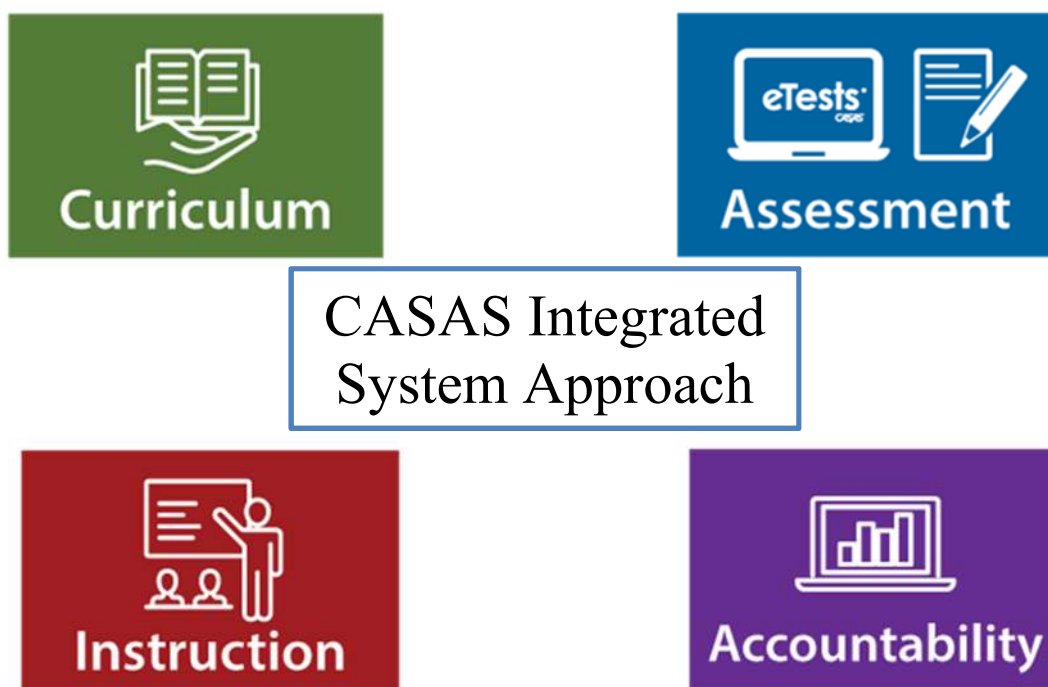 Curriculum
eTests
CASAS
Assessment
CASAS Integrated
System Approach
Instruction
Accountability